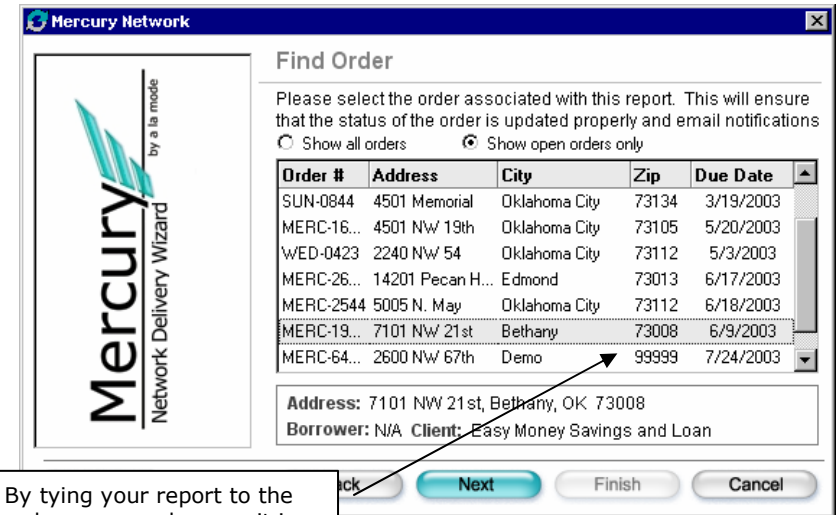 Mercury Network
Mercury
by a la mode
Network Delivery Wizard
Find Order
Please select the order associated with this report. This will ensure
that the status of the order is updated properly and email notifications
Show all orders Show open orders only
Order # Address City Zip Due Date
SUN-0844 4501 Memorial Oklahoma City 73134 3/19/2003
MERC-16... 4501 NW 19th Oklahoma City 73105 5/20/2003
WED-0423 2240 NW 54 Oklahoma City 73112 5/3/2003
MERC-26... 14201 Pecan H... Edmond 73013 6/17/2003
MERC-2544 5005 N. May Oklahoma City 73112 6/18/2003
MERC-19... 7101 NW 21st Bethany 73008 6/9/2003
MERC-64... 2600 NW 67th Demo 99999 7/24/2003
Address: 7101 NW 21st, Bethany, OK 73008
Borrower: N/A Client: Easy Money Savings and Loan
ck Next Finish Cancel
By tying your report to the